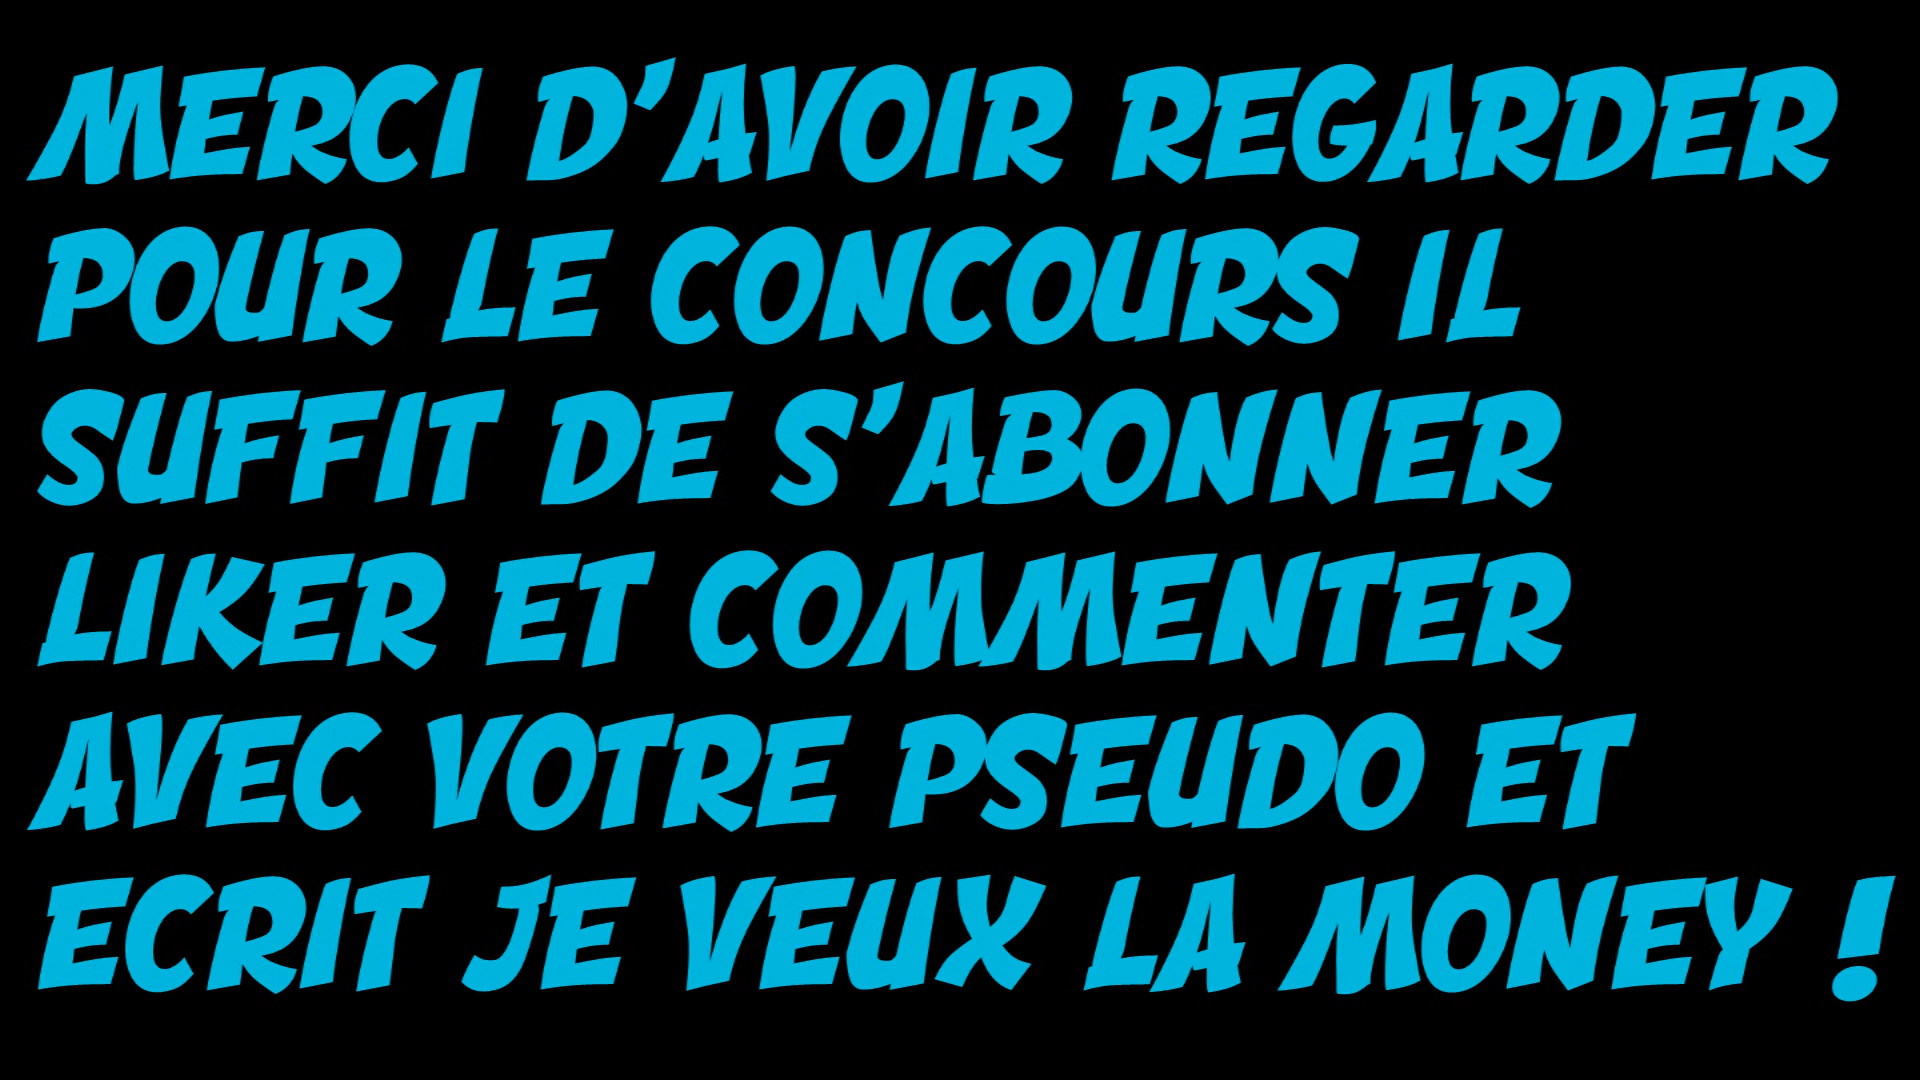 MERCI D'AVOIR REGARDER
POUR LE CONCOURS IL
SUFFIT DE S'ABONNER
LIKER ET COMMENTER
AVEC VOTRE PSEUDO ET
ECRIT JE VEUX LA MONEY !